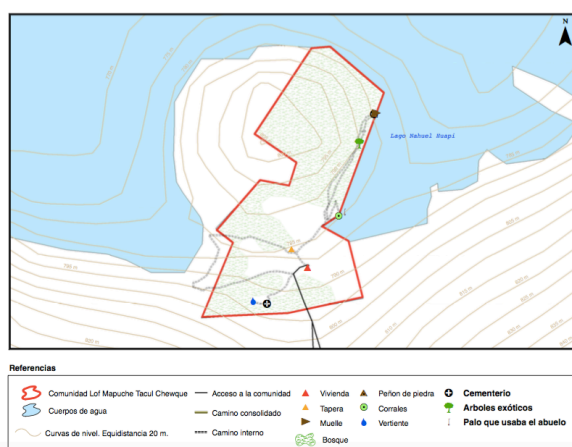 N
Lago Nahuel Huapi
Referencias
Comunidad Lof Mapuche Tacul Chewque
Cuerpos de agua
Curvas de nivel. Equidistancia 20 m.
Acceso a la comunidad
Camino consolidado
Camino interno
Vivienda
Tapera
Muelle
Bosque
Peñon de piedra
Corrales
Vertiente
Cementerio
Arboles exóticos
Palo que usaba el abuelo